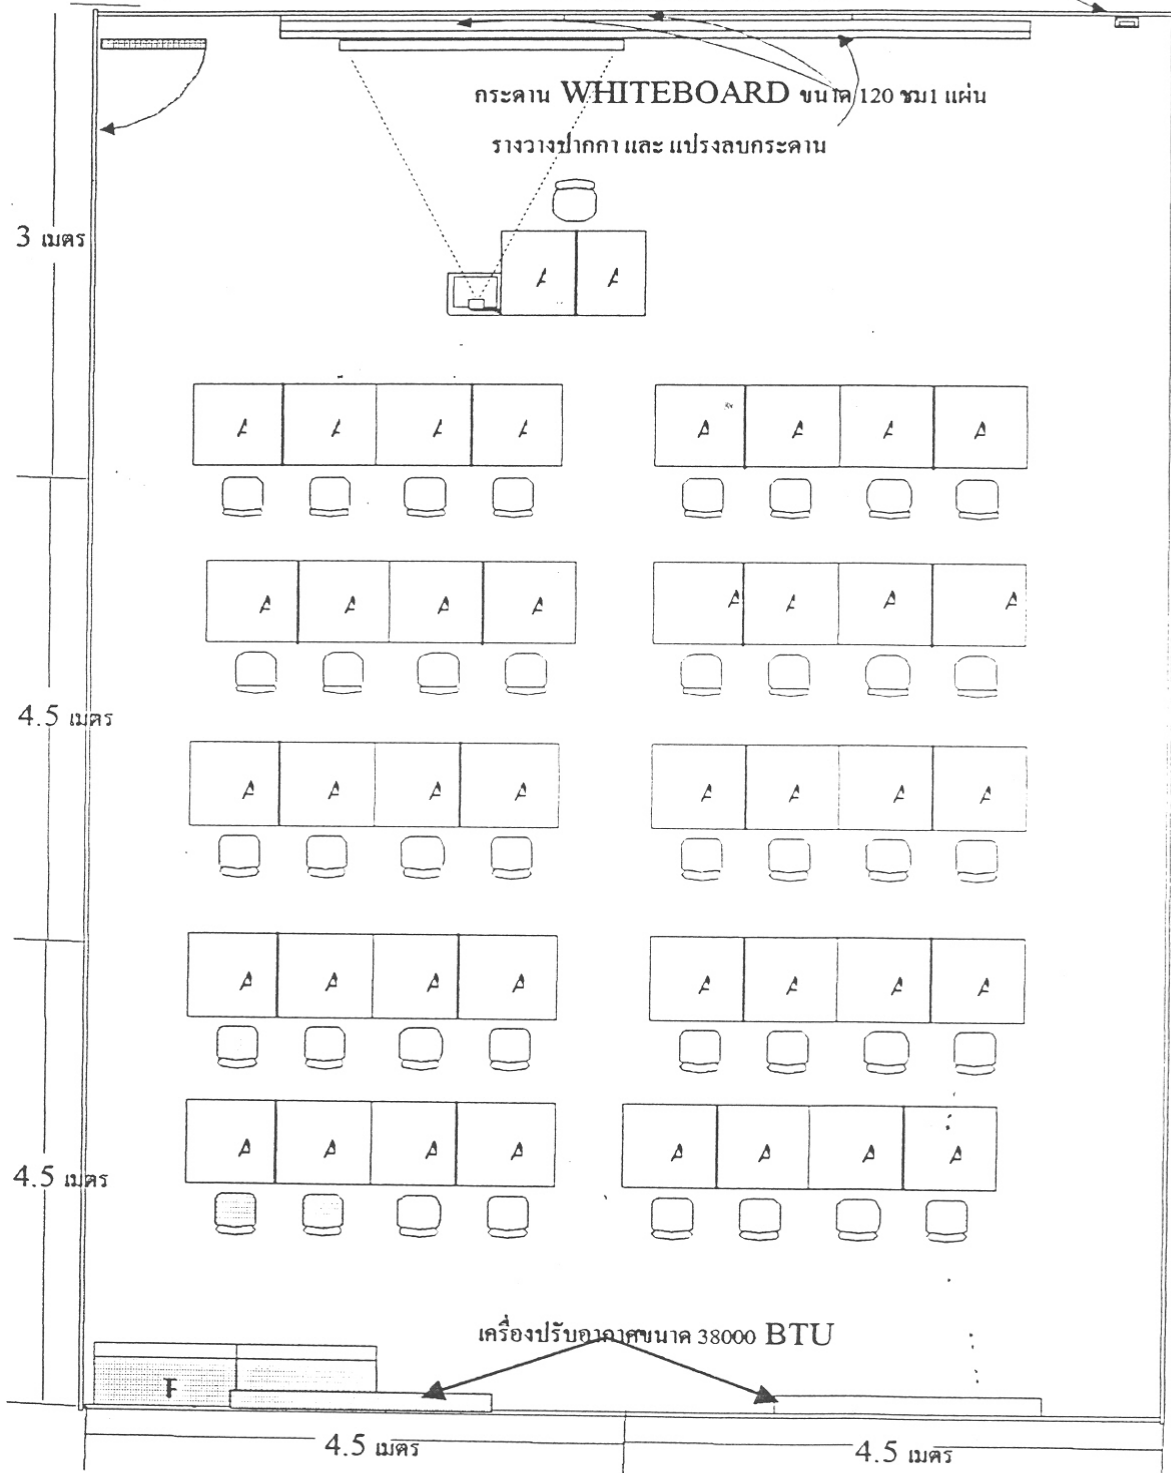 กระดาน WHITEBOARD ขนาด 120 ซม1 แผ่น
รางวางปากกา และ แปรงลบกระดาน
3 เมตร
A A
A A A A A A A A
A A A A A A A A
4.5 เมตร
A A A A A A A A
A A A A A A A A
A A A A A A A A
4.5 เมตร
เครื่องปรับอากาศขนาด 38000 BTU
F
4.5 เมตร 4.5 เมตร